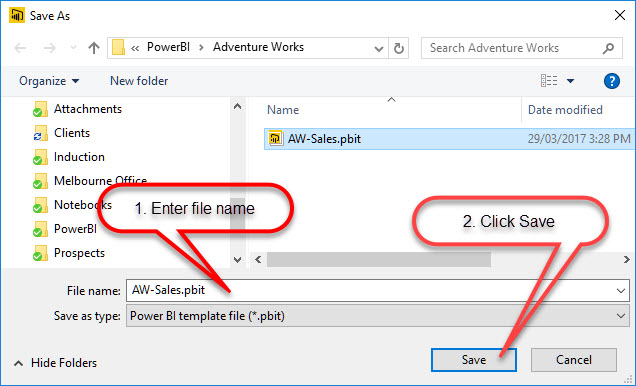 Save As
« PowerBI > Adventure Works
Search Adventure Works
Organize New folder
Name Date modified
Attachments
Clients
Induction
Melbourne Office
Notebooks
PowerBI
Prospects
AW-Sales.pbit 29/03/2017 3:28 PM
1. Enter file name
2. Click Save
File name: AW-Sales.pbit
Save as type: Power BI template file (*.pbit)
Hide Folders
Save
Cancel